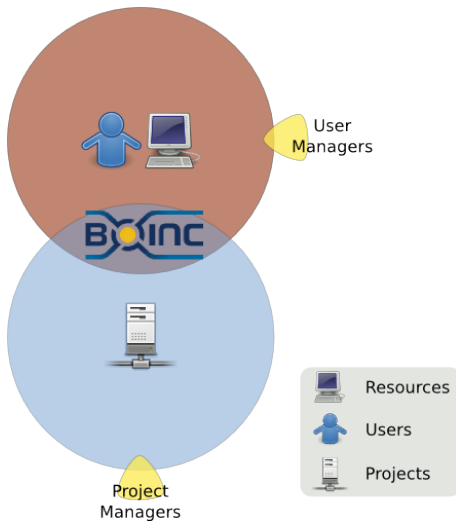 User
Managers
BOINC
Resources
Users
Projects
Project
Managers